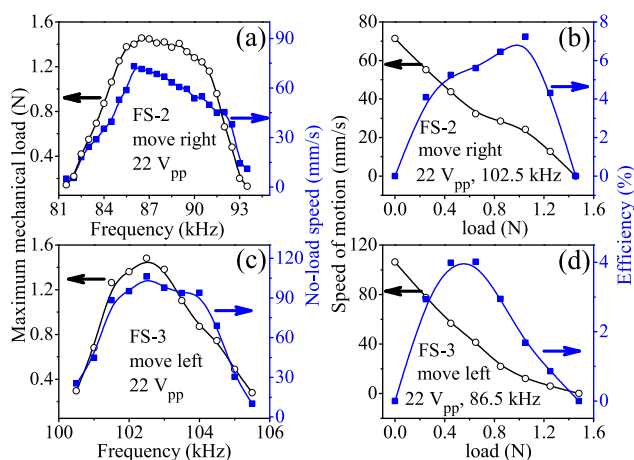 (a)
FS-2
move right
22 Vpp
1.6
1.2
0.8
0.4
90
60
30
0
81 84 87 90 93
Frequency (kHz)
(b)
FS-2
move right
22 Vpp, 102.5 kHz
80
60
40
20
0
8
6
4
2
0
0.0 0.4 0.8 1.2 1.6
load (N)
Maximum mechanical load (N)
No-load speed (mm/s)
Speed of motion (mm/s)
Efficiency (%)
(c)
FS-3
move left
22 Vpp
1.6
1.2
0.8
0.4
120
90
60
30
0
100 102 104 106
Frequency (kHz)
(d)
FS-3
move left
22 Vpp, 86.5 kHz
120
80
40
0
4
2
0
0.0 0.4 0.8 1.2 1.6
load (N)